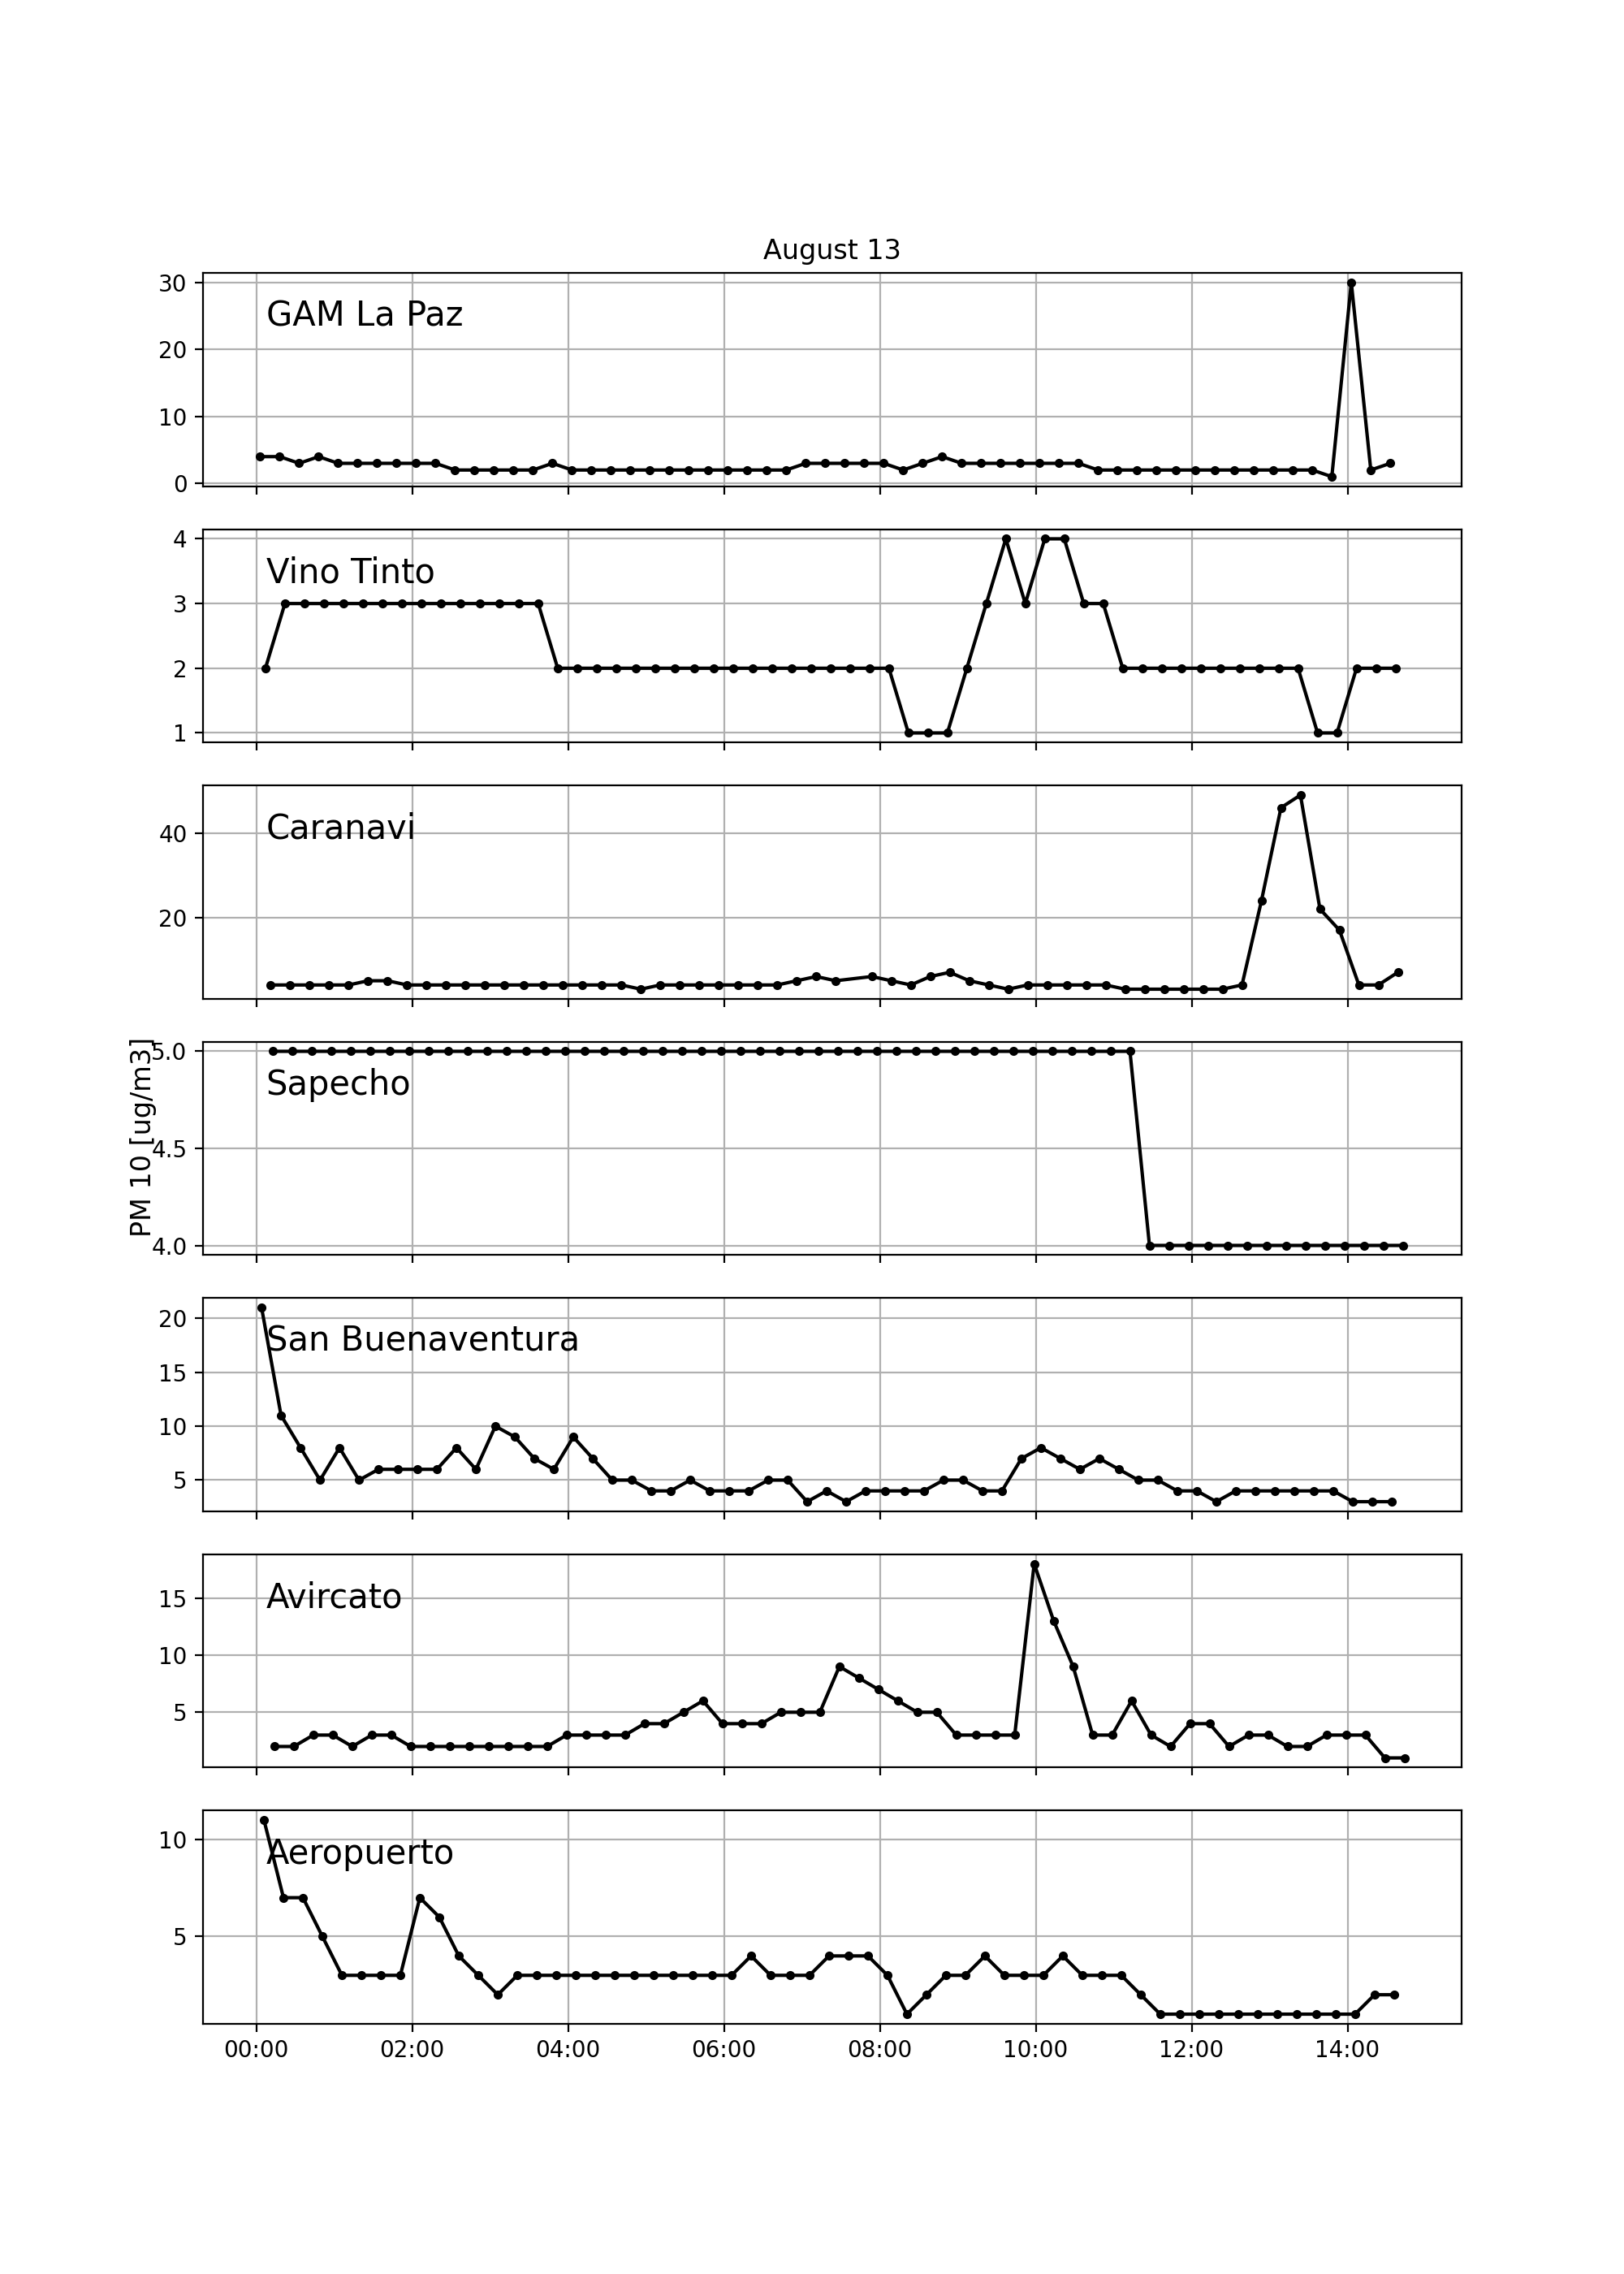 August 13
30
GAM La Paz
20
10
0
4
Vino Tinto
3
2
1
Caranavi
40
20
PM 10 [ug/m3]
5.0
Sapecho
4.5
4.0
20
San Buenaventura
15
10
5
Avircato
15
10
5
10
Aeropuerto
5
00:00 02:00 04:00 06:00 08:00 10:00 12:00 14:00